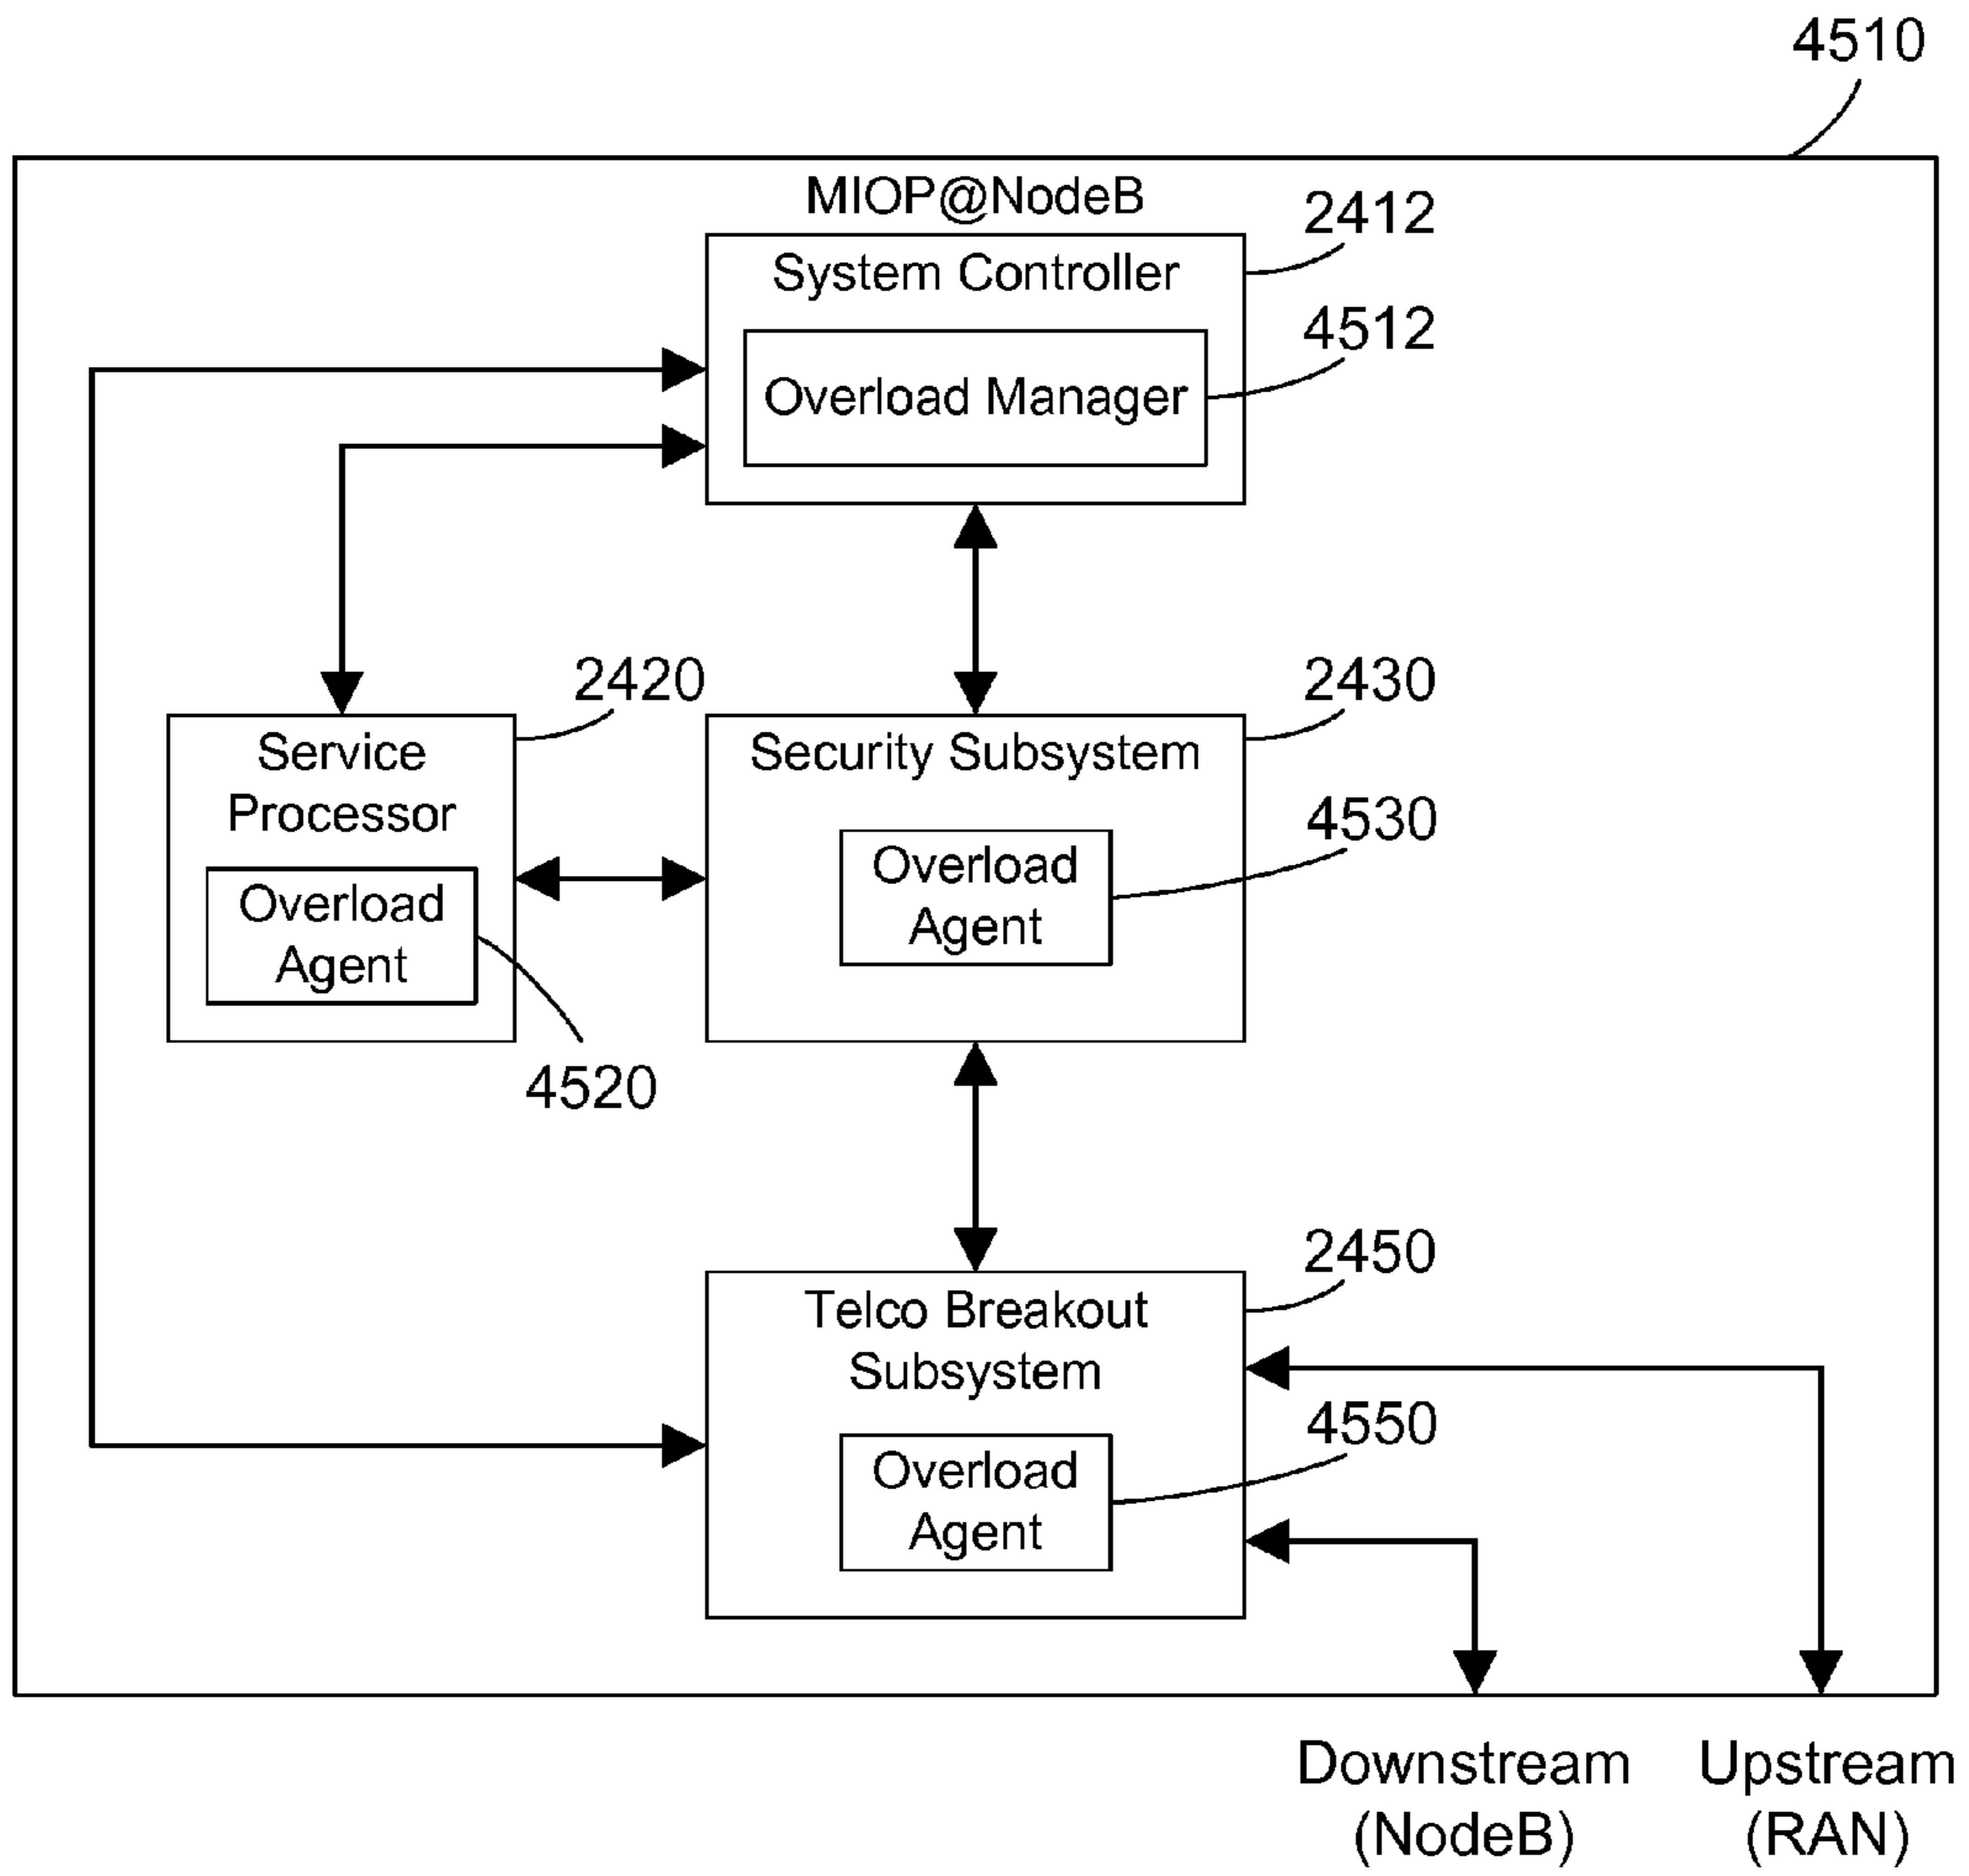 4510
MIOP@NodeB
2412
System Controller
4512
Overload Manager
2420
2430
Service
Processor
Security Subsystem
4530
Overload
Agent
Overload
Agent
4520
2450
Telco Breakout
Subsystem
4550
Overload
Agent
Downstream
(NodeB)
Upstream
(RAN)